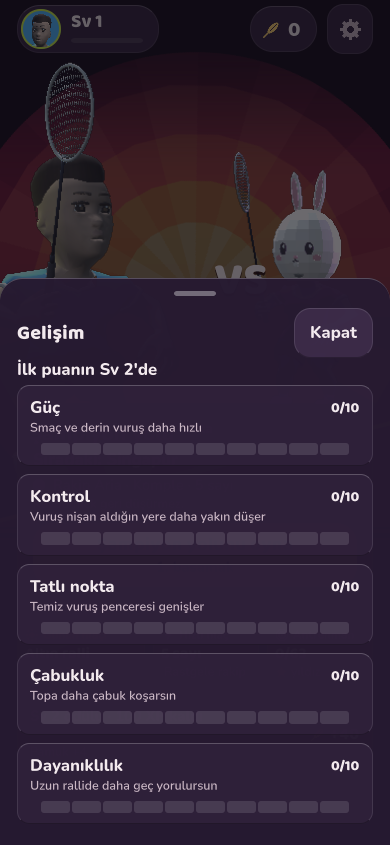 Sv 1
0
VS
Gelişim
Kapat
İlk puanın Sv 2'de
Güç
0/10
Smaç ve derin vuruş daha hızlı
Kontrol
0/10
Vuruş nişan aldığın yere daha yakın düşer
Tatlı nokta
0/10
Temiz vuruş penceresi genişler
Çabukluk
0/10
Topa daha çabuk koşarsın
Dayanıklılık
0/10
Uzun rallide daha geç yorulursun